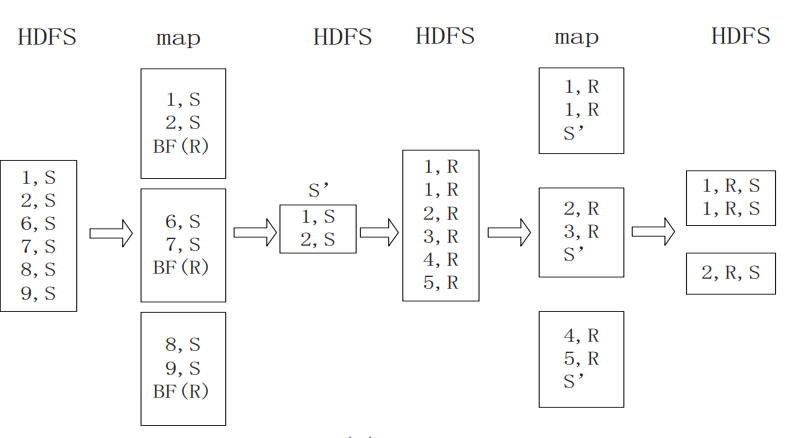 HDFS
map
HDFS
HDFS
map
HDFS
1,S
2,S
6,S
7,S
8,S
9,S
1,S
2,S
BF(R)
6,S
7,S
BF(R)
8,S
9,S
BF(R)
S’
1,S
2,S
1,R
1,R
2,R
3,R
4,R
5,R
1,R
1,R
S’
2,R
3,R
S’
4,R
5,R
S’
1,R,S
1,R,S
2,R,S